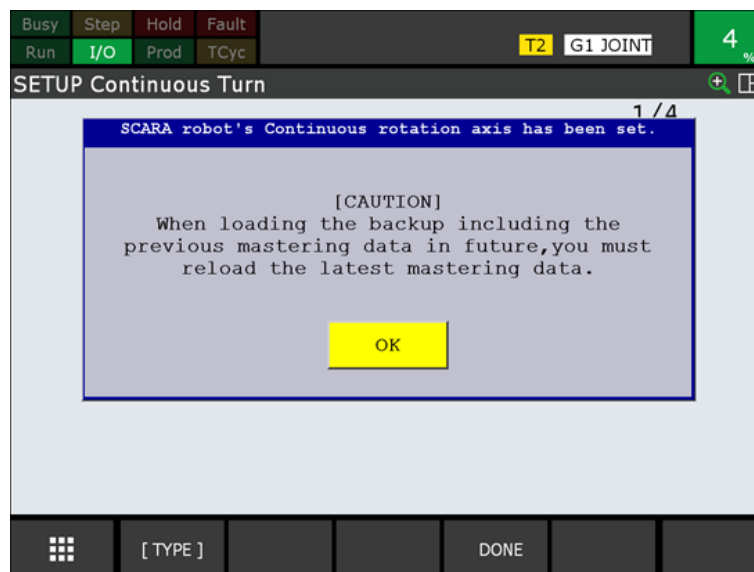 Busy Step Hold Fault
Run I/O Prod TCyc
T2 G1 JOINT
4 %
SETUP Continuous Turn
1/4
SCARA robot's Continuous rotation axis has been set.
[CAUTION]
When loading the backup including the
previous mastering data in future,you must
reload the latest mastering data.
OK
[ TYPE ] DONE